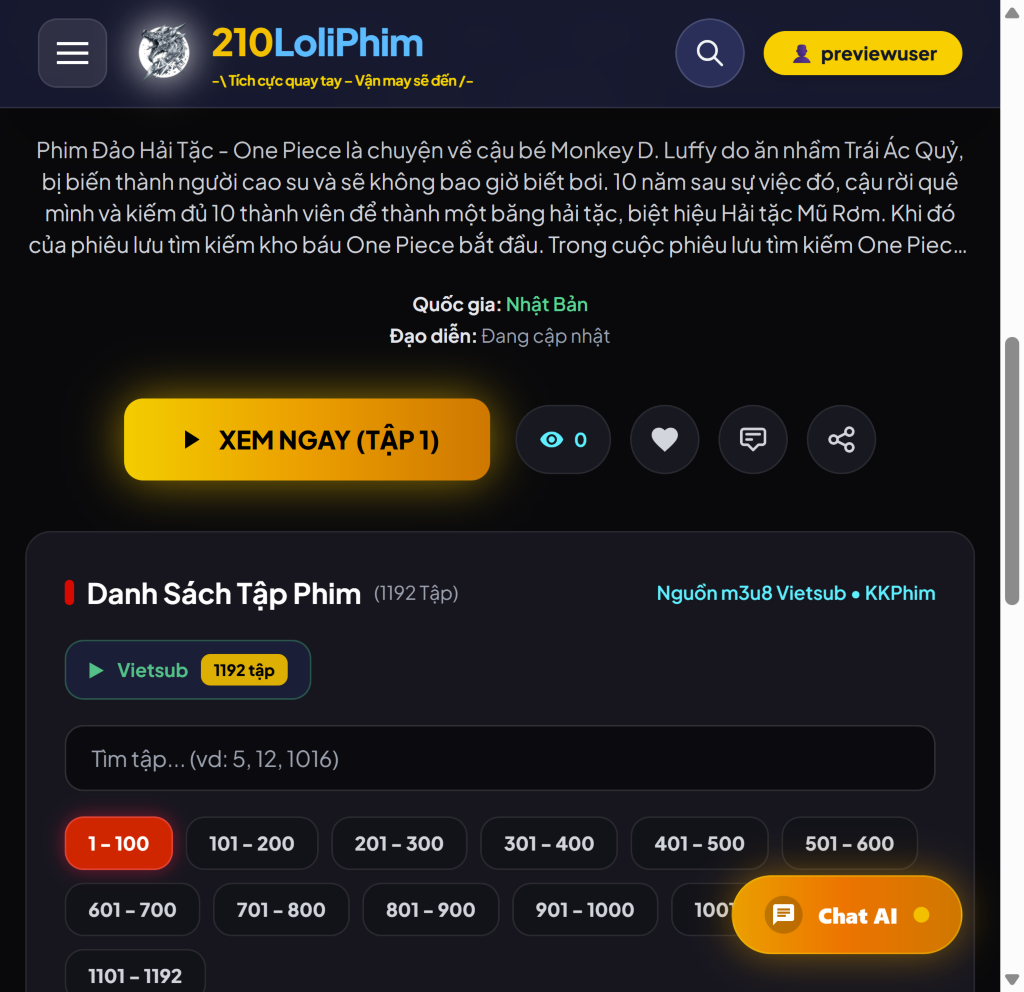 210LoliPhim
-\ Tích cực quay tay – Vận may sẽ đến /-
previewuser
Phim Đảo Hải Tặc - One Piece là chuyện về cậu bé Monkey D. Luffy do ăn nhầm Trái Ác Quỷ,
bị biến thành người cao su và sẽ không bao giờ biết bơi. 10 năm sau sự việc đó, cậu rời quê
mình và kiếm đủ 10 thành viên để thành một băng hải tặc, biệt hiệu Hải tặc Mũ Rơm. Khi đó
của phiêu lưu tìm kiếm kho báu One Piece bắt đầu. Trong cuộc phiêu lưu tìm kiếm One Piec...
Quốc gia: Nhật Bản
Đạo diễn: Đang cập nhật
XEM NGAY (TẬP 1)
0
Danh Sách Tập Phim (1192 Tập)
Nguồn m3u8 Vietsub • KKPhim
Vietsub 1192 tập
Tìm tập... (vd: 5, 12, 1016)
1 – 100 101 – 200 201 – 300 301 – 400 401 – 500 501 – 600
601 – 700 701 – 800 801 – 900 901 – 1000
Chat AI
1101 – 1192